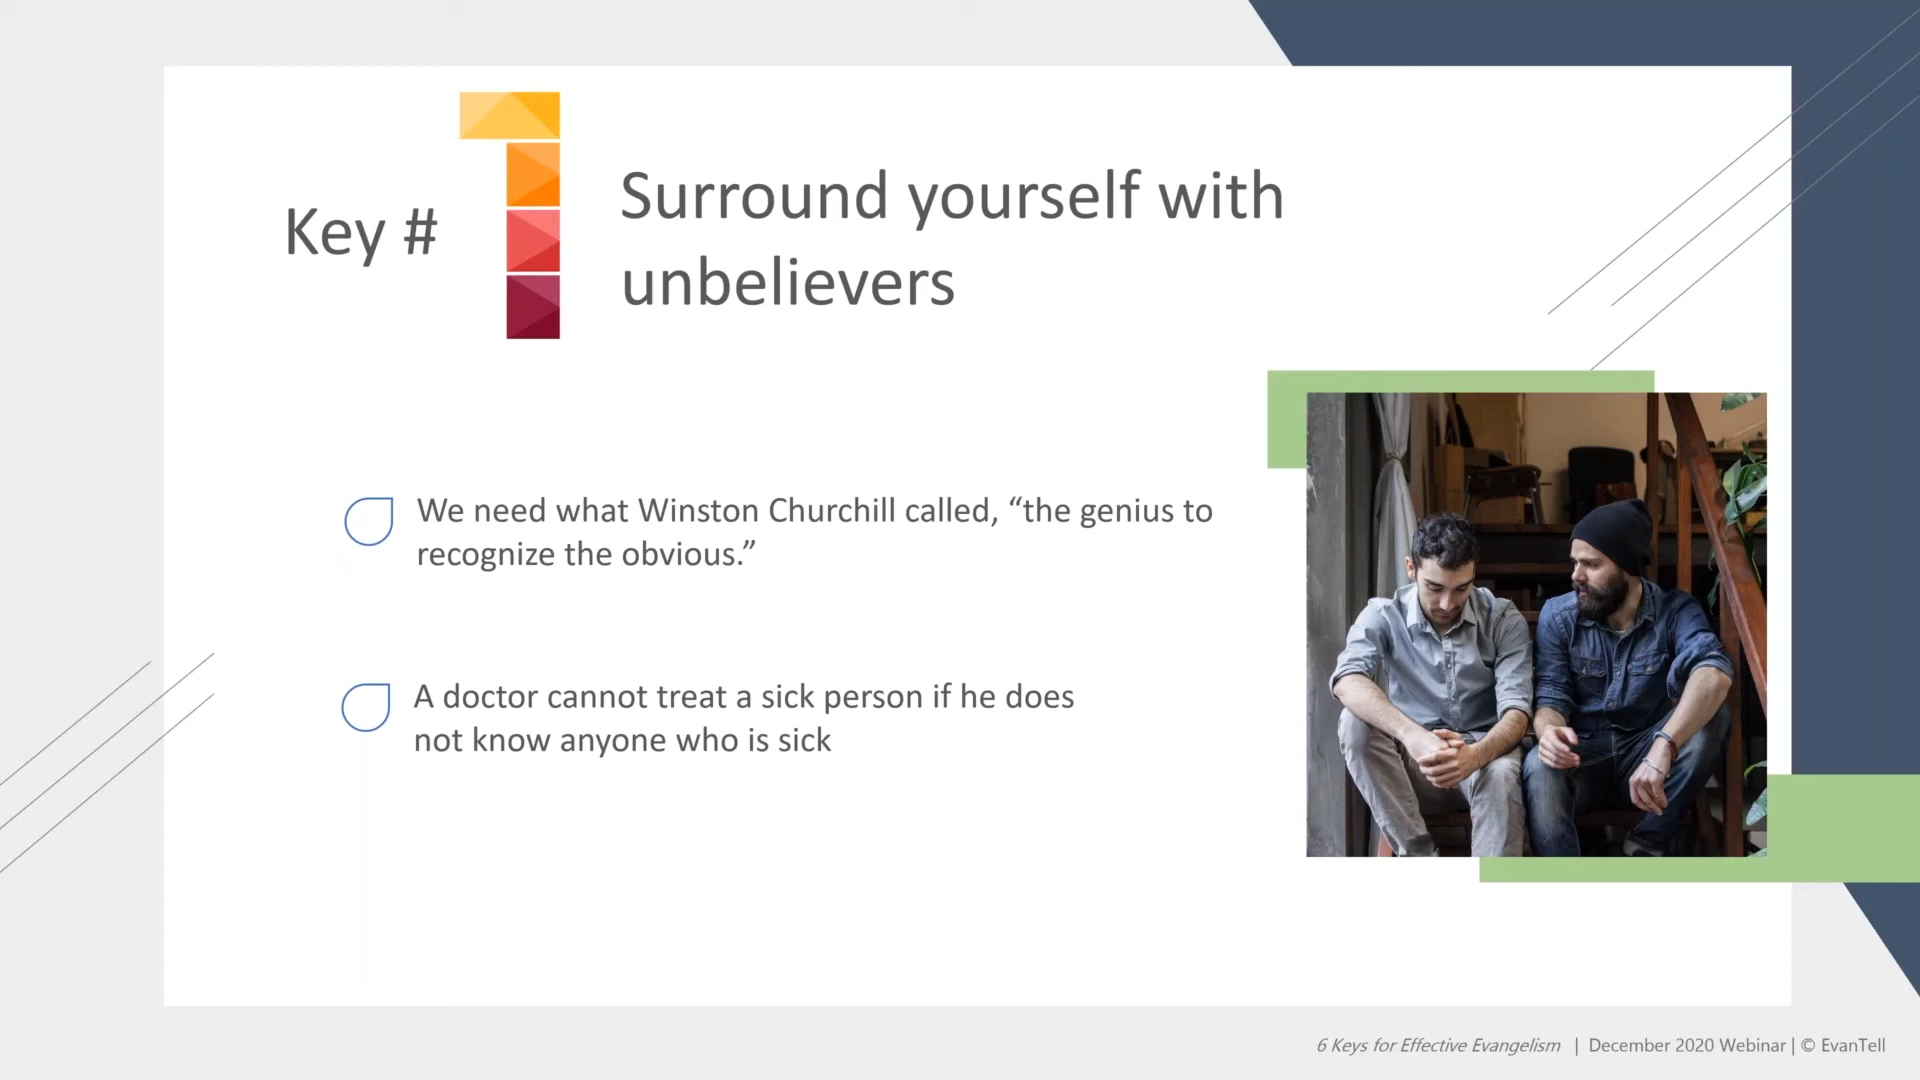 Key # 1
Surround yourself with
unbelievers
We need what Winston Churchill called, “the genius to
recognize the obvious.”
A doctor cannot treat a sick person if he does
not know anyone who is sick
6 Keys for Effective Evangelism | December 2020 Webinar | © EvanTell